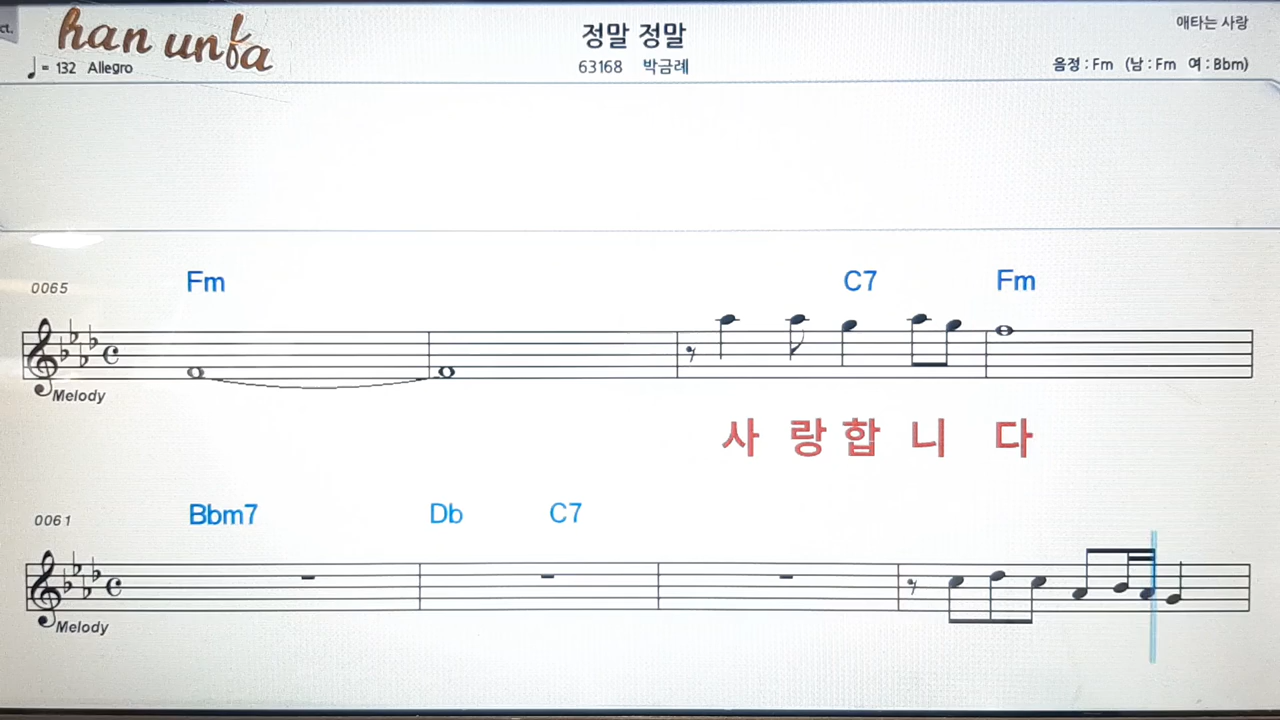 ct.
han unfa
정말 정말
애타는 사랑
♩ = 132 Allegro
63168 박금례
음정 : Fm (남 : Fm 여 : Bbm)
0065
Fm
C7
Fm
Melody
사 랑 합 니 다
0061
Bbm7
Db
C7
Melody